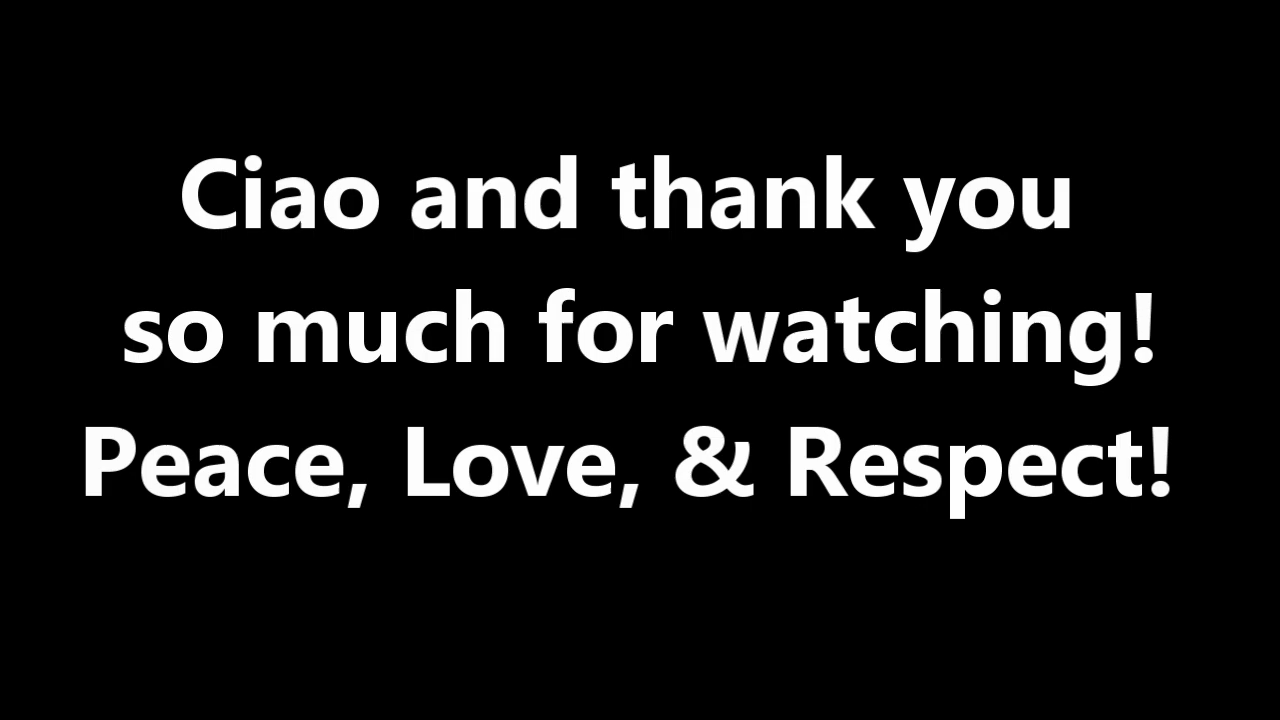 Ciao and thank you
so much for watching!
Peace, Love, & Respect!